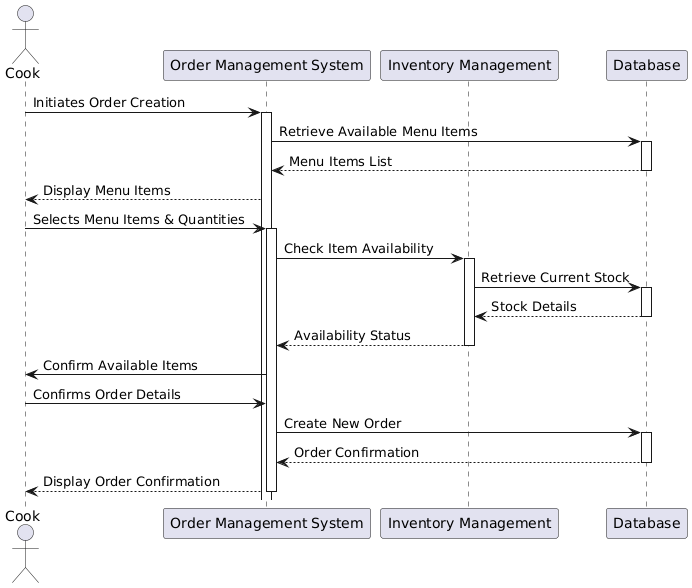 Cook
Order Management System
Inventory Management
Database
Initiates Order Creation
Retrieve Available Menu Items
Menu Items List
Display Menu Items
Selects Menu Items & Quantities
Check Item Availability
Retrieve Current Stock
Stock Details
Availability Status
Confirm Available Items
Confirms Order Details
Create New Order
Order Confirmation
Display Order Confirmation
Cook
Order Management System
Inventory Management
Database